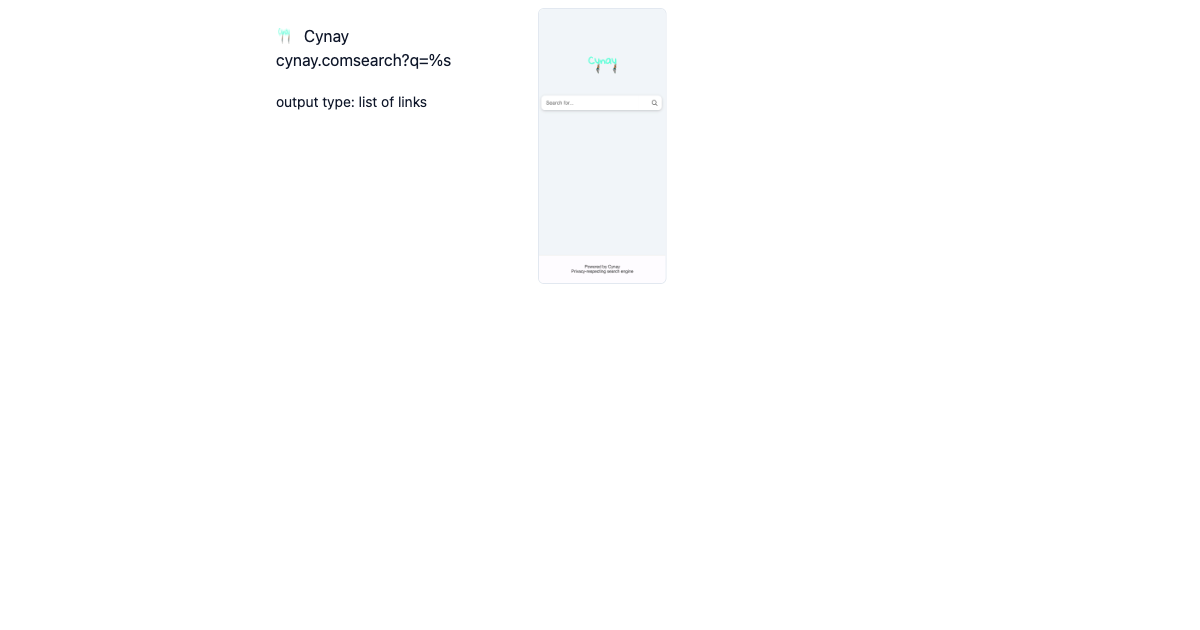 Cynay
cynay.comsearch?q=%s
output type: list of links
Cynay
Search for...
Powered by Cynay
Privacy-respecting search engine